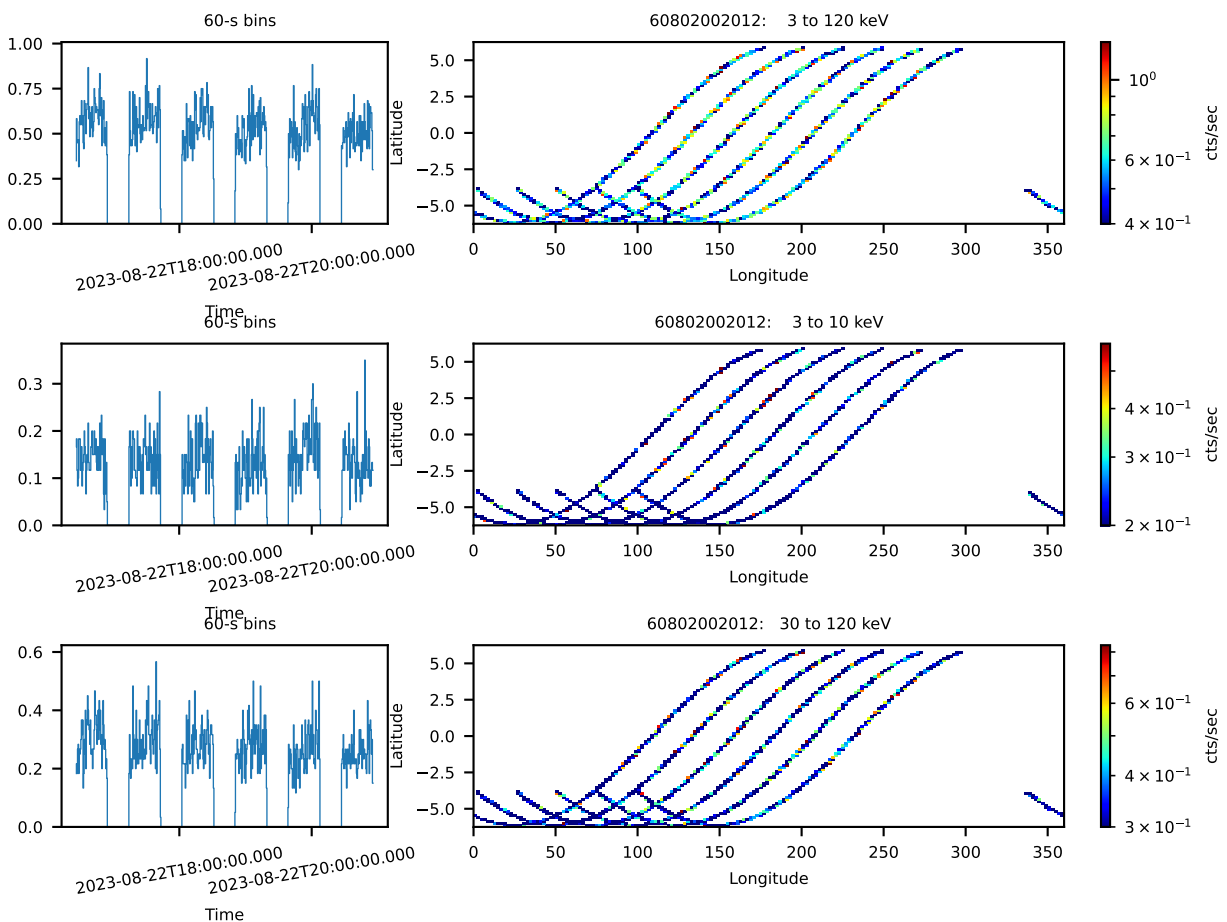 60-s bins
1.00
0.75
0.50
0.25
0.00
2023-08-22T18:00:00.000
2023-08-22T20:00:00.000
Time
60802002012:    3 to 120 keV
Latitude
5.0
2.5
0.0
−2.5
−5.0
0 50 100 150 200 250 300 350
Longitude
10⁰
6 × 10⁻¹
4 × 10⁻¹
cts/sec
60-s bins
0.3
0.2
0.1
0.0
2023-08-22T18:00:00.000
2023-08-22T20:00:00.000
Time
60802002012:    3 to 10 keV
Latitude
5.0
2.5
0.0
−2.5
−5.0
0 50 100 150 200 250 300 350
Longitude
4 × 10⁻¹
3 × 10⁻¹
2 × 10⁻¹
cts/sec
60-s bins
0.6
0.4
0.2
0.0
2023-08-22T18:00:00.000
2023-08-22T20:00:00.000
Time
60802002012:   30 to 120 keV
Latitude
5.0
2.5
0.0
−2.5
−5.0
0 50 100 150 200 250 300 350
Longitude
6 × 10⁻¹
4 × 10⁻¹
3 × 10⁻¹
cts/sec